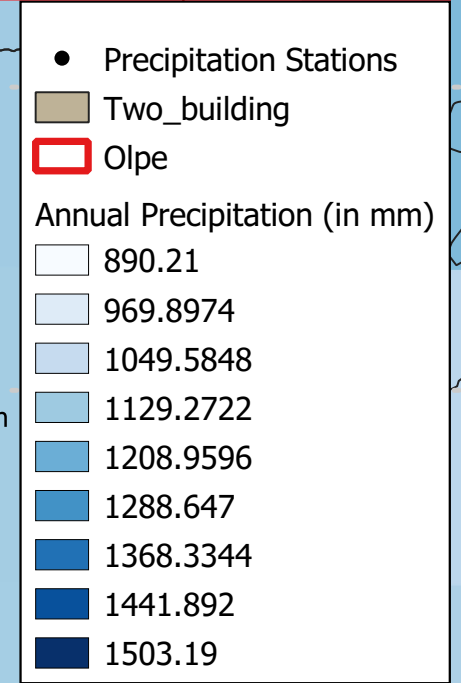 Precipitation Stations
Two_building
Olpe
Annual Precipitation (in mm)
890.21
969.8974
1049.5848
1129.2722
1208.9596
1288.647
1368.3344
1441.892
1503.19